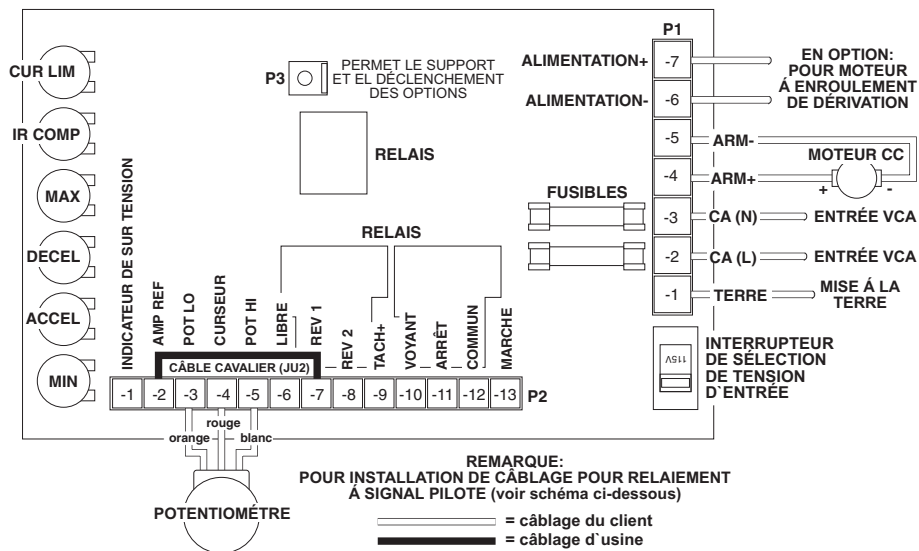 CUR LIM
IR COMP
MAX
DECEL
ACCEL
MIN
P3
PERMET LE SUPPORT
ET EL DÉCLENCHEMENT
DES OPTIONS
RELAIS
FUSIBLES
RELAIS
P1
ALIMENTATION+
-7
EN OPTION:
POUR MOTEUR
Á ENROULEMENT
DE DÉRIVATION
ALIMENTATION-
-6
-5
ARM-
MOTEUR CC
-4
ARM+
+
-
-3
CA (N)
ENTRÉE VCA
-2
CA (L)
ENTRÉE VCA
-1
TERRE
MISE Á LA
TERRE
115V
INTERRUPTEUR
DE SÉLECTION
DE TENSION
D`ENTRÉE
INDICATEUR DE SUR TENSION
AMP REF
POT LO
CURSEUR
POT HI
LIBRE
REV 1
REV 2
TACH+
VOYANT
ARRÊT
COMMUN
MARCHE
CÂBLE CAVALIER (JU2)
-1 -2 -3 -4 -5 -6 -7 -8 -9 -10 -11 -12 -13
P2
rouge
orange
blanc
POTENTIOMÉTRE
REMARQUE:
POUR INSTALLATION DE CÂBLAGE POUR RELAIEMENT
Á SIGNAL PILOTE (voir schéma ci-dessous)
= câblage du client
= câblage d`usine